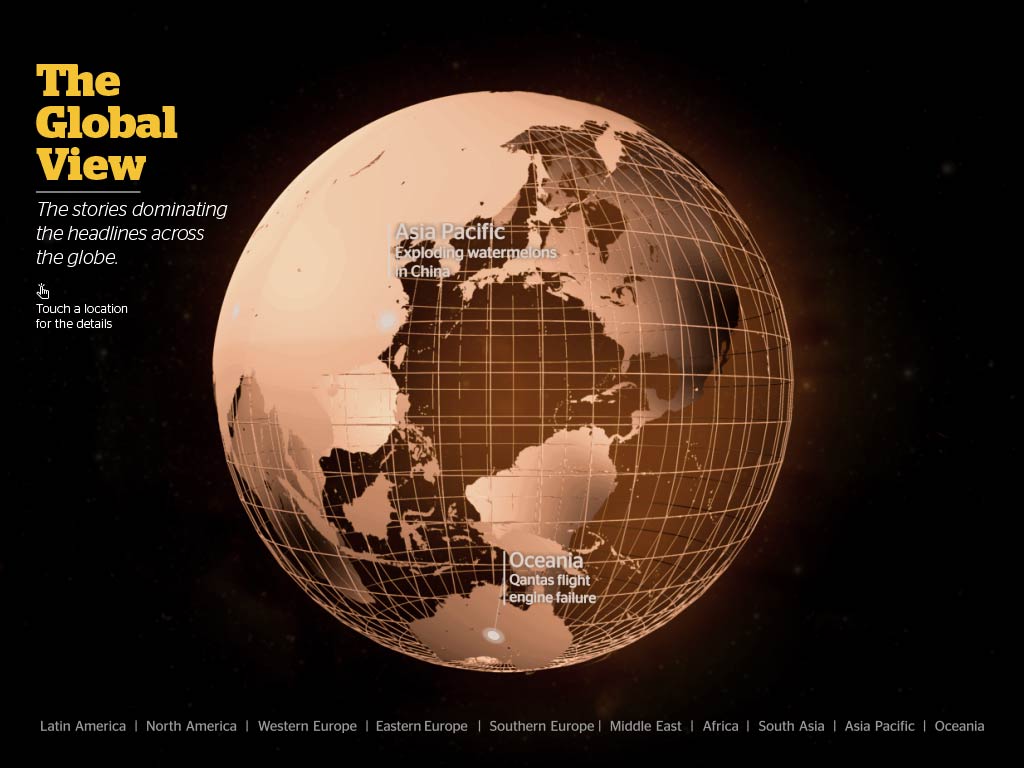 The
Global
View
The stories dominating
the headlines across
the globe.
Touch a location
for the details
Asia Pacific
Exploding watermelons
in China
Oceania
Qantas flight
engine failure
Latin America | North America | Western Europe | Eastern Europe | Southern Europe | Middle East | Africa | South Asia | Asia Pacific | Oceania